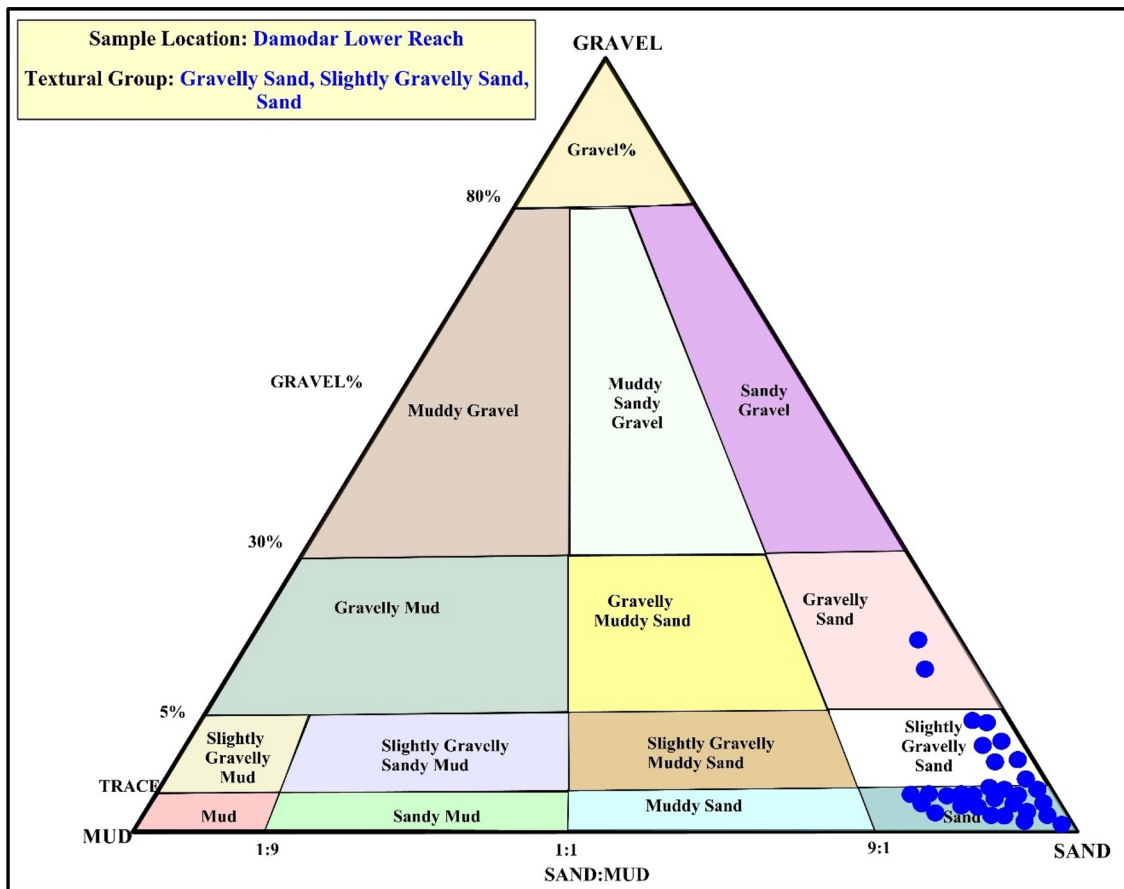 Sample Location: Damodar Lower Reach
Textural Group: Gravelly Sand, Slightly Gravelly Sand,
Sand
GRAVEL
Gravel%
80%
GRAVEL%
Muddy Gravel
Muddy
Sandy
Gravel
Sandy
Gravel
30%
Gravelly Mud
Gravelly
Muddy Sand
Gravelly
Sand
5%
Slightly
Gravelly
Mud
Slightly Gravelly
Sandy Mud
Slightly Gravelly
Muddy Sand
Slightly
Gravelly
Sand
TRACE
Mud
Sandy Mud
Muddy Sand
Sand
MUD
SAND
1:9
1:1
9:1
SAND:MUD